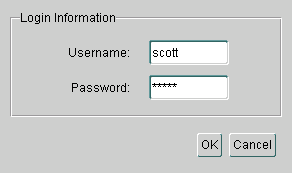 Login Information
Username: scott
Password: *****
OK Cancel